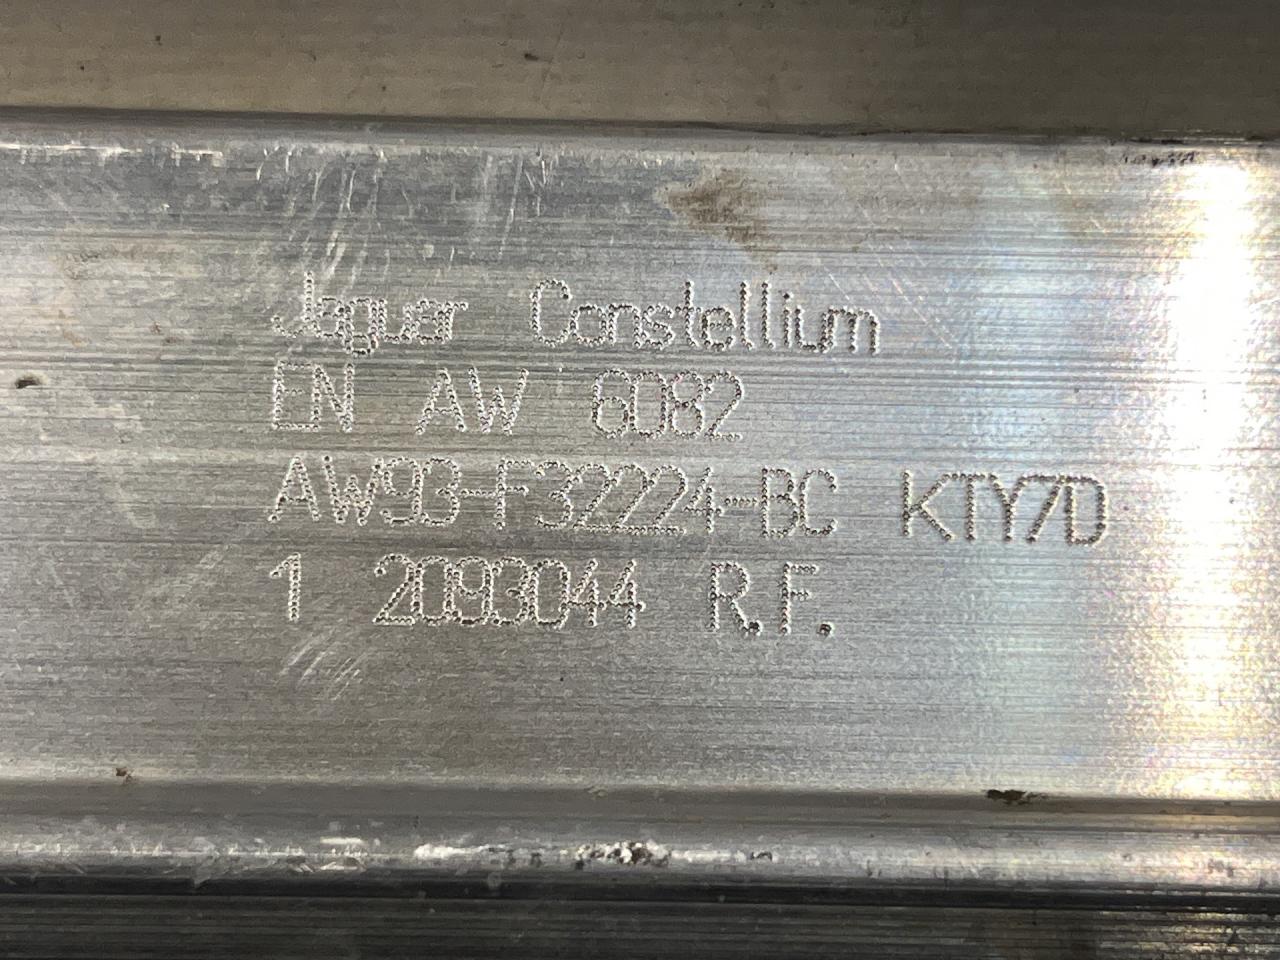 Jaguar Constellium
EN AW 6082
AW93-F32224-BC KTY7D
1 2093044 R.F.